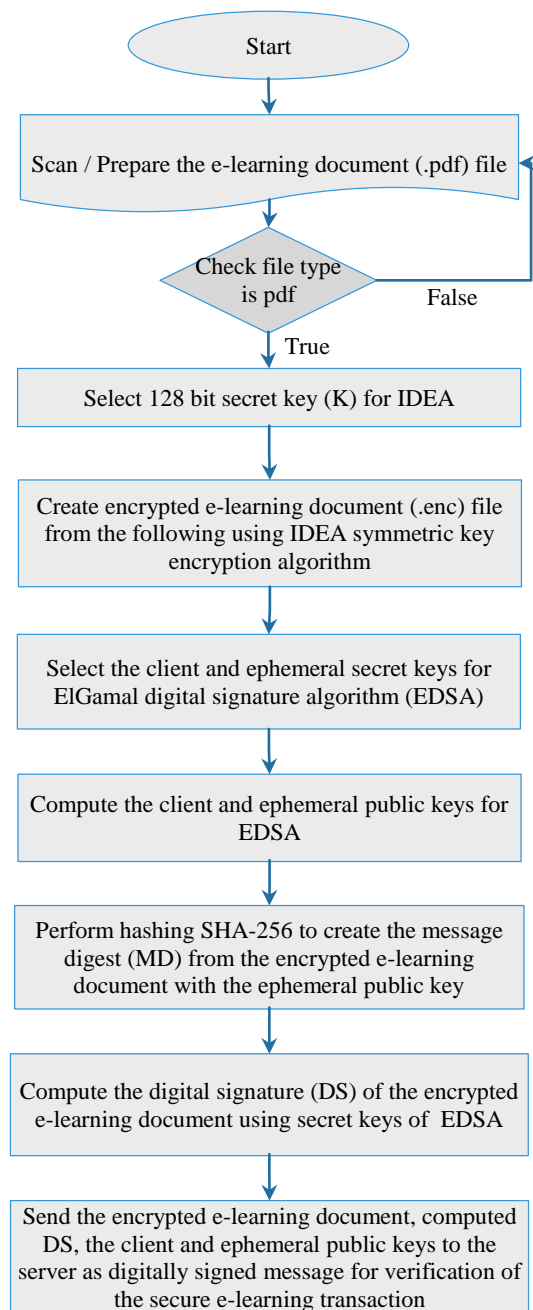 Start
Scan / Prepare the e-learning document (.pdf) file
Check file type
is pdf
False
True
Select 128 bit secret key (K) for IDEA
Create encrypted e-learning document (.enc) file
from the following using IDEA symmetric key
encryption algorithm
Select the client and ephemeral secret keys for
ElGamal digital signature algorithm (EDSA)
Compute the client and ephemeral public keys for
EDSA
Perform hashing SHA-256 to create the message
digest (MD) from the encrypted e-learning
document with the ephemeral public key
Compute the digital signature (DS) of the encrypted
e-learning document using secret keys of EDSA
Send the encrypted e-learning document, computed
DS, the client and ephemeral public keys to the
server as digitally signed message for verification of
the secure e-learning transaction